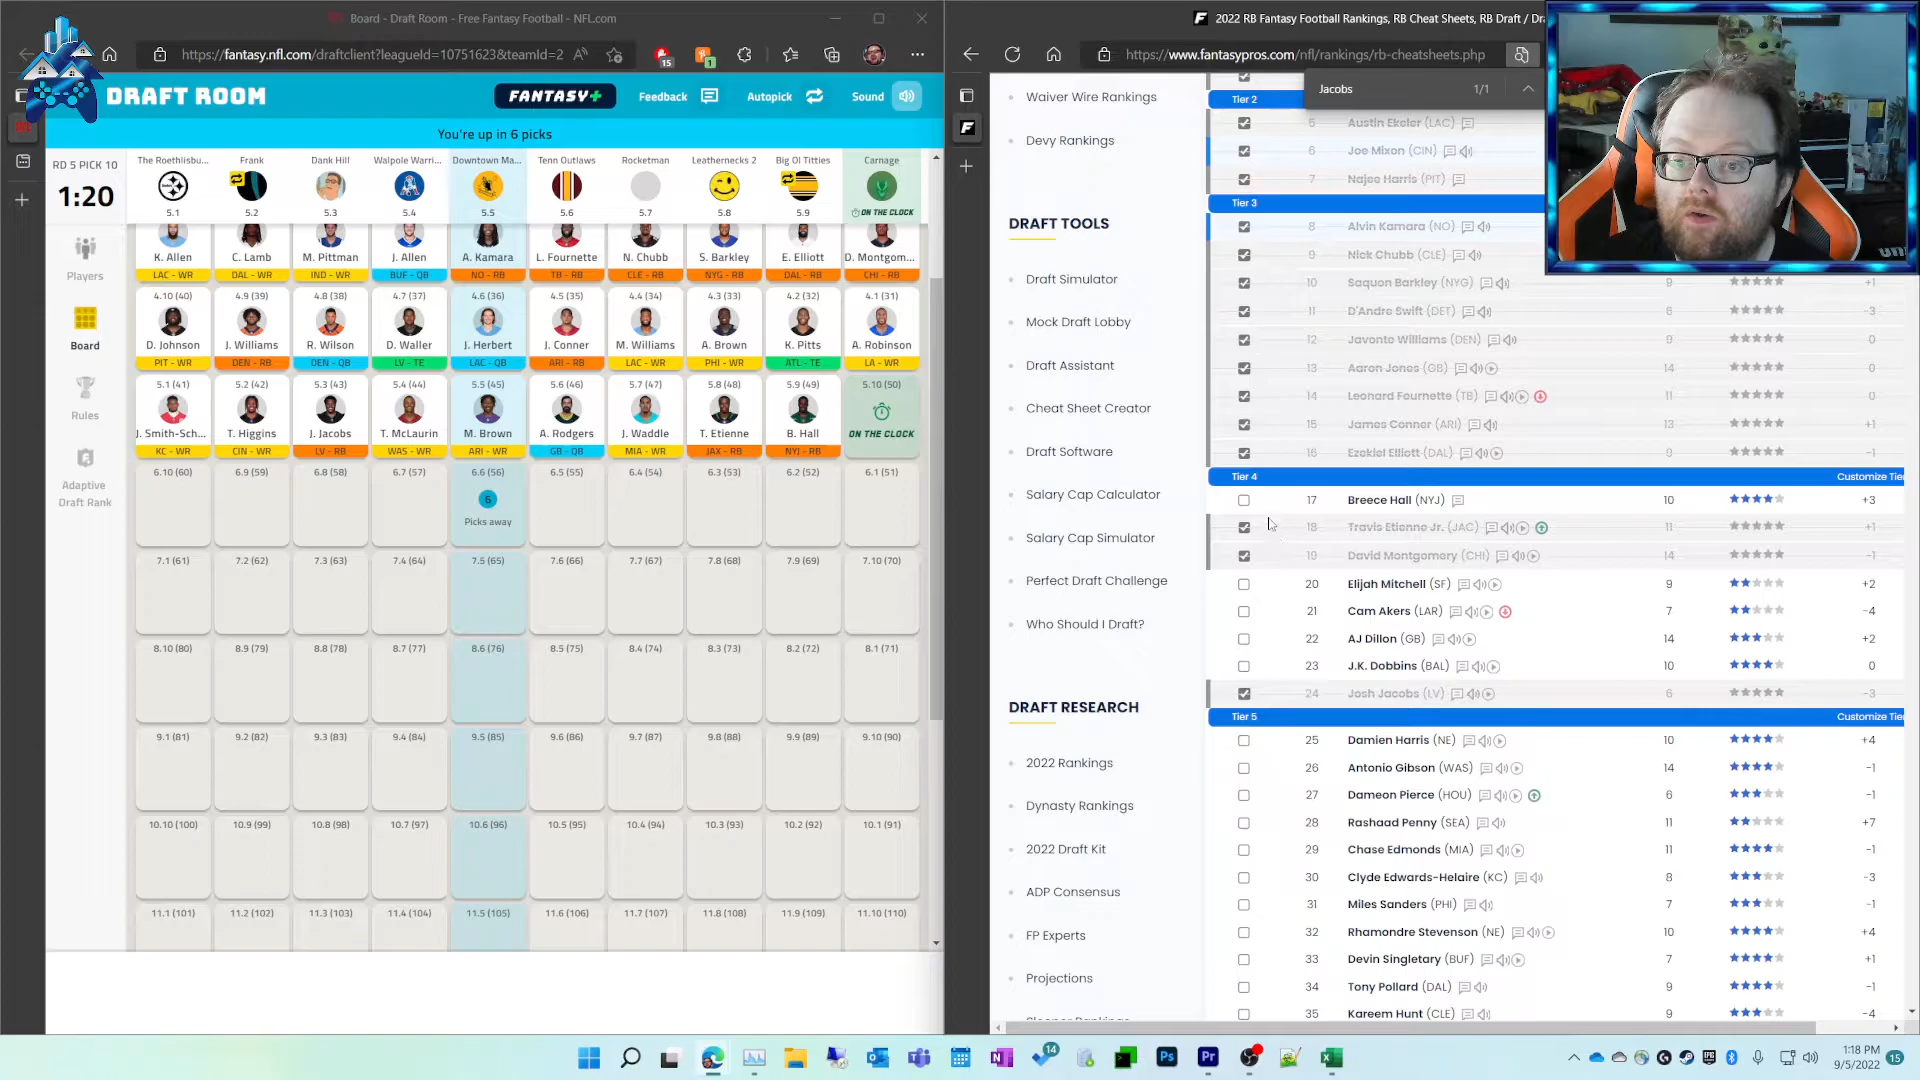 Board - Draft Room - Free Fantasy Football - NFL.com
https://fantasy.nfl.com/draftclient?leagueId=10751623&teamId=2
15
1
DRAFT ROOM
FANTASY+
Feedback
Autopick
Sound
You're up in 6 picks
RD 5 PICK 10
1:20
The Roethlisbu... Frank Dank Hill Walpole Warri... Downtown Ma... Tenn Outlaws Rocketman Leathernecks 2 Big Ol Titties Carnage
5.1 5.2 5.3 5.4 5.5 5.6 5.7 5.8 5.9 ON THE CLOCK
Players
Board
Rules
Adaptive
Draft Rank
K. Allen C. Lamb M. Pittman J. Allen A. Kamara L. Fournette N. Chubb S. Barkley E. Elliott D. Montgom...
LAC - WR DAL - WR IND - WR BUF - QB NO - RB TB - RB CLE - RB NYG - RB DAL - RB CHI - RB
4.10 (40) 4.9 (39) 4.8 (38) 4.7 (37) 4.6 (36) 4.5 (35) 4.4 (34) 4.3 (33) 4.2 (32) 4.1 (31)
D. Johnson J. Williams R. Wilson D. Waller J. Herbert J. Conner M. Williams A. Brown K. Pitts A. Robinson
PIT - WR DEN - RB DEN - QB LV - TE LAC - QB ARI - RB LAC - WR PHI - WR ATL - TE LA - WR
5.1 (41) 5.2 (42) 5.3 (43) 5.4 (44) 5.5 (45) 5.6 (46) 5.7 (47) 5.8 (48) 5.9 (49) 5.10 (50)
J. Smith-Sch... T. Higgins J. Jacobs T. McLaurin M. Brown A. Rodgers J. Waddle T. Etienne B. Hall ON THE CLOCK
KC - WR CIN - WR LV - RB WAS - WR ARI - WR GB - QB MIA - WR JAX - RB NYJ - RB
6.10 (60) 6.9 (59) 6.8 (58) 6.7 (57) 6.6 (56) 6.5 (55) 6.4 (54) 6.3 (53) 6.2 (52) 6.1 (51)
6
Picks away
7.1 (61) 7.2 (62) 7.3 (63) 7.4 (64) 7.5 (65) 7.6 (66) 7.7 (67) 7.8 (68) 7.9 (69) 7.10 (70)
8.10 (80) 8.9 (79) 8.8 (78) 8.7 (77) 8.6 (76) 8.5 (75) 8.4 (74) 8.3 (73) 8.2 (72) 8.1 (71)
9.1 (81) 9.2 (82) 9.3 (83) 9.4 (84) 9.5 (85) 9.6 (86) 9.7 (87) 9.8 (88) 9.9 (89) 9.10 (90)
10.10 (100) 10.9 (99) 10.8 (98) 10.7 (97) 10.6 (96) 10.5 (95) 10.4 (94) 10.3 (93) 10.2 (92) 10.1 (91)
11.1 (101) 11.2 (102) 11.3 (103) 11.4 (104) 11.5 (105) 11.6 (106) 11.7 (107) 11.8 (108) 11.9 (109) 11.10 (110)
2022 RB Fantasy Football Rankings, RB Cheat Sheets, RB Draft / Dra
https://www.fantasypros.com/nfl/rankings/rb-cheatsheets.php
Jacobs 1/1
Waiver Wire Rankings
Devy Rankings
DRAFT TOOLS
Draft Simulator
Mock Draft Lobby
Draft Assistant
Cheat Sheet Creator
Draft Software
Salary Cap Calculator
Salary Cap Simulator
Perfect Draft Challenge
Who Should I Draft?
DRAFT RESEARCH
2022 Rankings
Dynasty Rankings
2022 Draft Kit
ADP Consensus
FP Experts
Projections
Tier 2
5 Austin Ekeler (LAC)
6 Joe Mixon (CIN)
7 Najee Harris (PIT)
Tier 3
8 Alvin Kamara (NO)
9 Nick Chubb (CLE)
10 Saquon Barkley (NYG) 9 +1
11 D'Andre Swift (DET) 6 -3
12 Javonte Williams (DEN) 9 0
13 Aaron Jones (GB) 14 0
14 Leonard Fournette (TB) 11 0
15 James Conner (ARI) 13 +1
16 Ezekiel Elliott (DAL) 9 -1
Tier 4 Customize Tie
17 Breece Hall (NYJ) 10 +3
18 Travis Etienne Jr. (JAC) 11 +1
19 David Montgomery (CHI) 14 -1
20 Elijah Mitchell (SF) 9 +2
21 Cam Akers (LAR) 7 -4
22 AJ Dillon (GB) 14 +2
23 J.K. Dobbins (BAL) 10 0
24 Josh Jacobs (LV) 6 -3
Tier 5 Customize Tie
25 Damien Harris (NE) 10 +4
26 Antonio Gibson (WAS) 14 -1
27 Dameon Pierce (HOU) 6 -1
28 Rashaad Penny (SEA) 11 +7
29 Chase Edmonds (MIA) 11 -1
30 Clyde Edwards-Helaire (KC) 8 -3
31 Miles Sanders (PHI) 7 -1
32 Rhamondre Stevenson (NE) 10 +4
33 Devin Singletary (BUF) 7 +1
34 Tony Pollard (DAL) 9 -1
35 Kareem Hunt (CLE) 9 -4
14
Ps
Pr
1:18 PM
9/5/2022
15